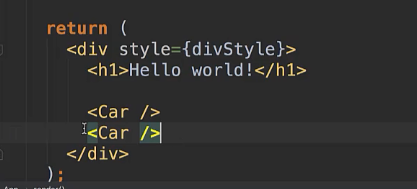 return (
<div style={divStyle}>
<h1>Hello world!</h1>
<Car />
<Car />
</div>
);